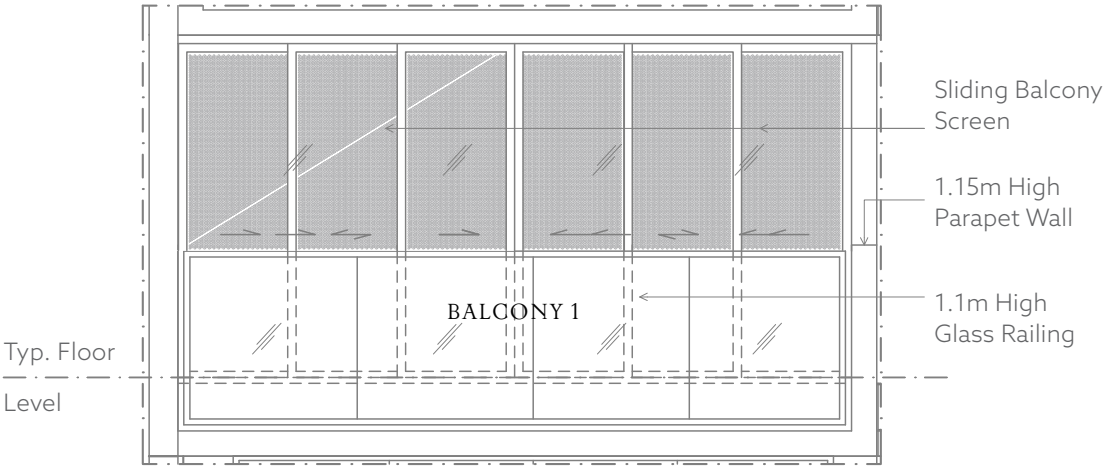 Sliding Balcony
Screen
1.15m High
Parapet Wall
BALCONY 1
1.1m High
Glass Railing
Typ. Floor
Level